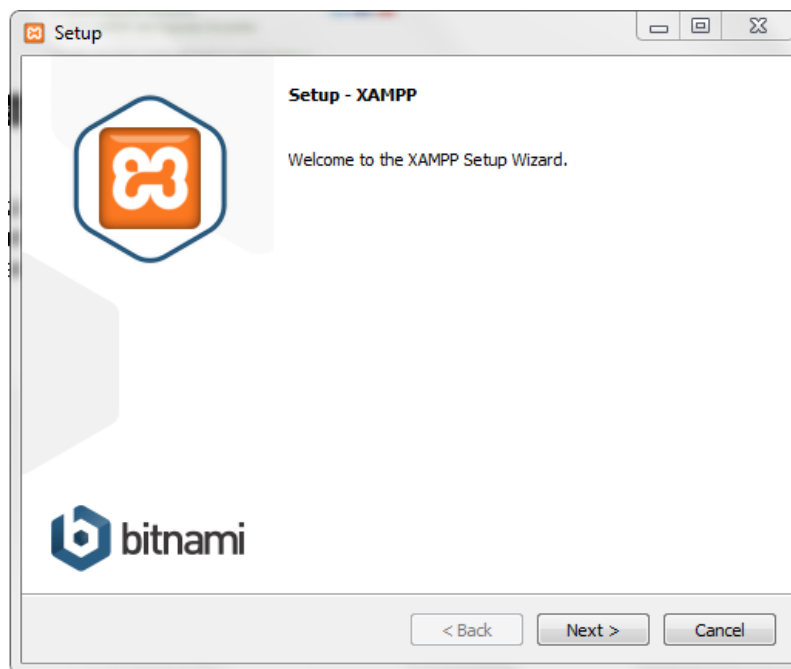 Setup
Setup - XAMPP
Welcome to the XAMPP Setup Wizard.
bitnami
< Back
Next >
Cancel